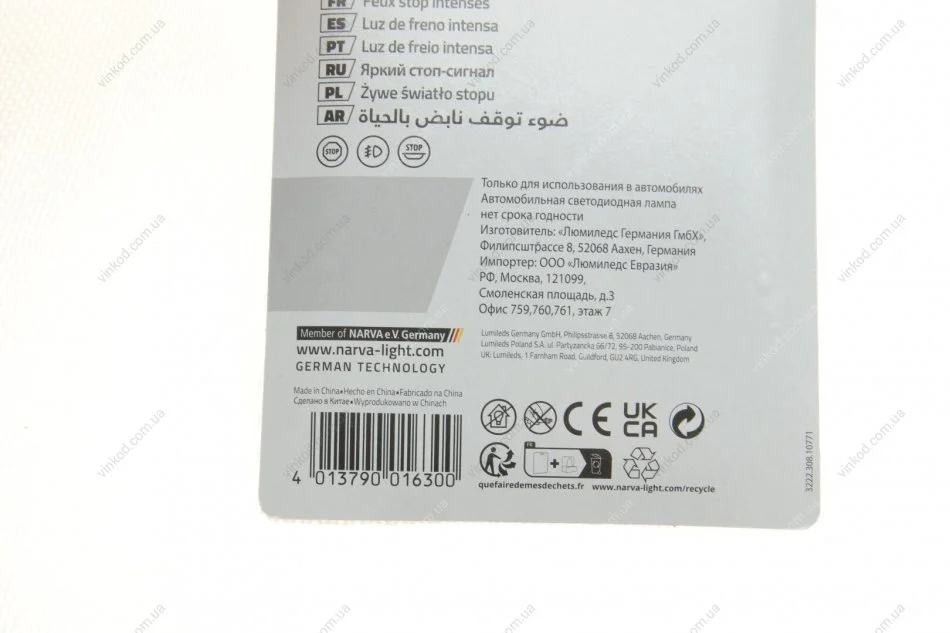 FR Feux stop intenses
ES Luz de freno intensa
PT Luz de freio intensa
RU Яркий стоп-сигнал
PL Żywe światło stopu
AR ضوء توقف نابض بالحياة
STOP STOP
Только для использования в автомобилях
Автомобильная светодиодная лампа
нет срока годности
Изготовитель: «Люмиледс Германия ГмбХ»,
Филипсштрассе 8, 52068 Аахен, Германия
Импортер: ООО «Люмиледс Евразия»
РФ, Москва, 121099,
Смоленская площадь, д.3
Офис 759,760,761, этаж 7
Member of NARVA e.V. Germany
www.narva-light.com
GERMAN TECHNOLOGY
Lumileds Germany GmbH, Philipsstrasse 8, 52068 Aachen, Germany
Lumileds Poland S.A. ul. Partyzancka 66/72, 95-200 Pabianice, Poland
UK: Lumileds, 1 Farnham Road, Guildford, GU2 4RG, United Kingdom
Made in China•Hecho en China•Fabricado na China
Сделано в Китае•Wyprodukowano w Chinach
4 013790 016300
CE UK CA
FR
quefairedemesdechets.fr www.narva-light.com/recycle
3222.308.10771
vinkod.com.ua